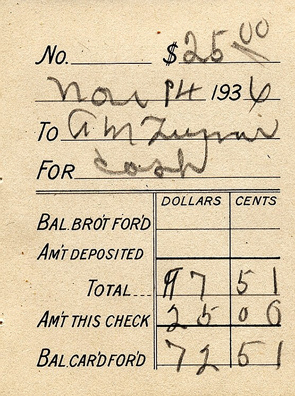 No. $25.00
Nov 14 1936
To A M
For cash
DOLLARS CENTS
BAL. BRO'T FOR'D
AM'T DEPOSITED
TOTAL 97 51
AM'T THIS CHECK 25 00
BAL. CAR'D FOR'D 72 51